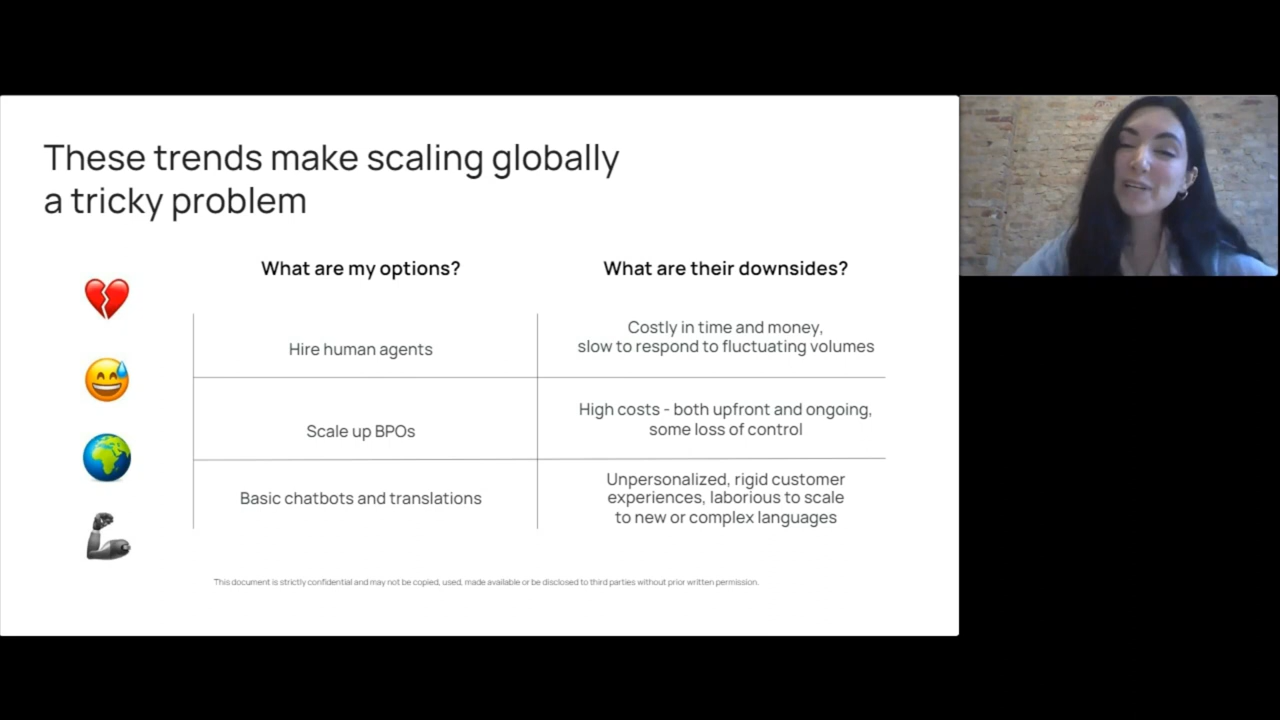 These trends make scaling globally
a tricky problem
What are my options?
What are their downsides?
Hire human agents
Costly in time and money,
slow to respond to fluctuating volumes
Scale up BPOs
High costs - both upfront and ongoing,
some loss of control
Basic chatbots and translations
Unpersonalized, rigid customer
experiences, laborious to scale
to new or complex languages
This document is strictly confidential and may not be copied, used, made available or be disclosed to third parties without prior written permission.